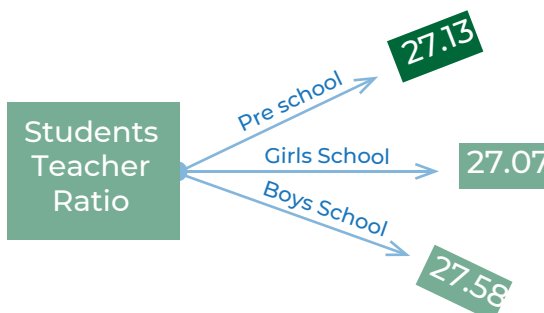 Students
Teacher
Ratio
Pre school
27.13
Girls School
27.07
Boys School
27.58